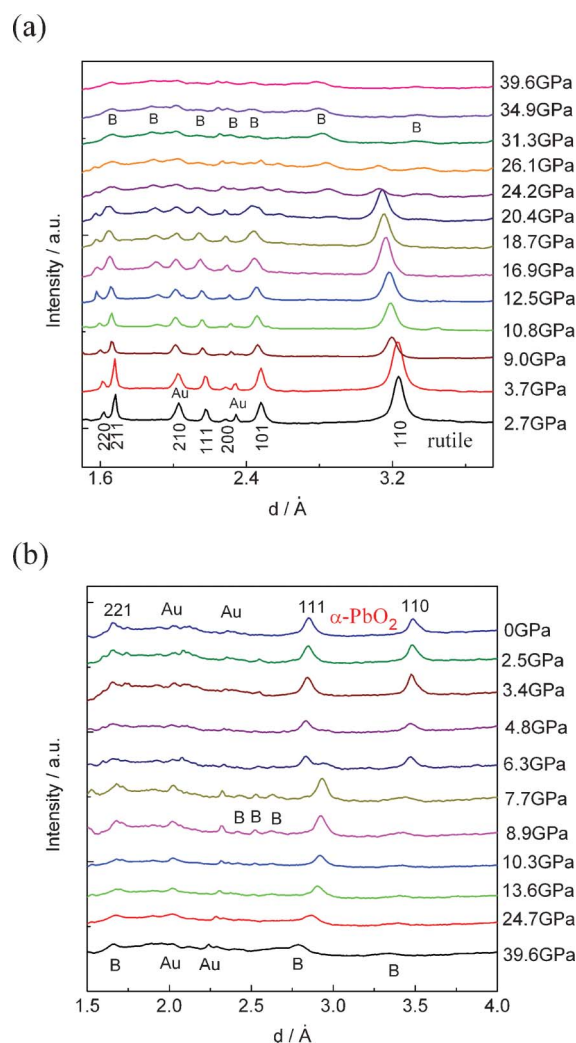 (a)
39.6GPa
34.9GPa
B B B B B B
31.3GPa
26.1GPa
24.2GPa
20.4GPa
18.7GPa
16.9GPa
12.5GPa
10.8GPa
9.0GPa
3.7GPa
Au Au
2.7GPa
220 211 210 111 200 101 110 rutile
Intensity / a.u.
1.6 2.4 3.2
d / Å
(b)
221 Au Au 111 α-PbO₂ 110
0GPa
2.5GPa
3.4GPa
4.8GPa
6.3GPa
7.7GPa
B B B
8.9GPa
10.3GPa
13.6GPa
24.7GPa
39.6GPa
B Au Au B B
Intensity / a.u.
1.5 2.0 2.5 3.0 3.5 4.0
d / Å